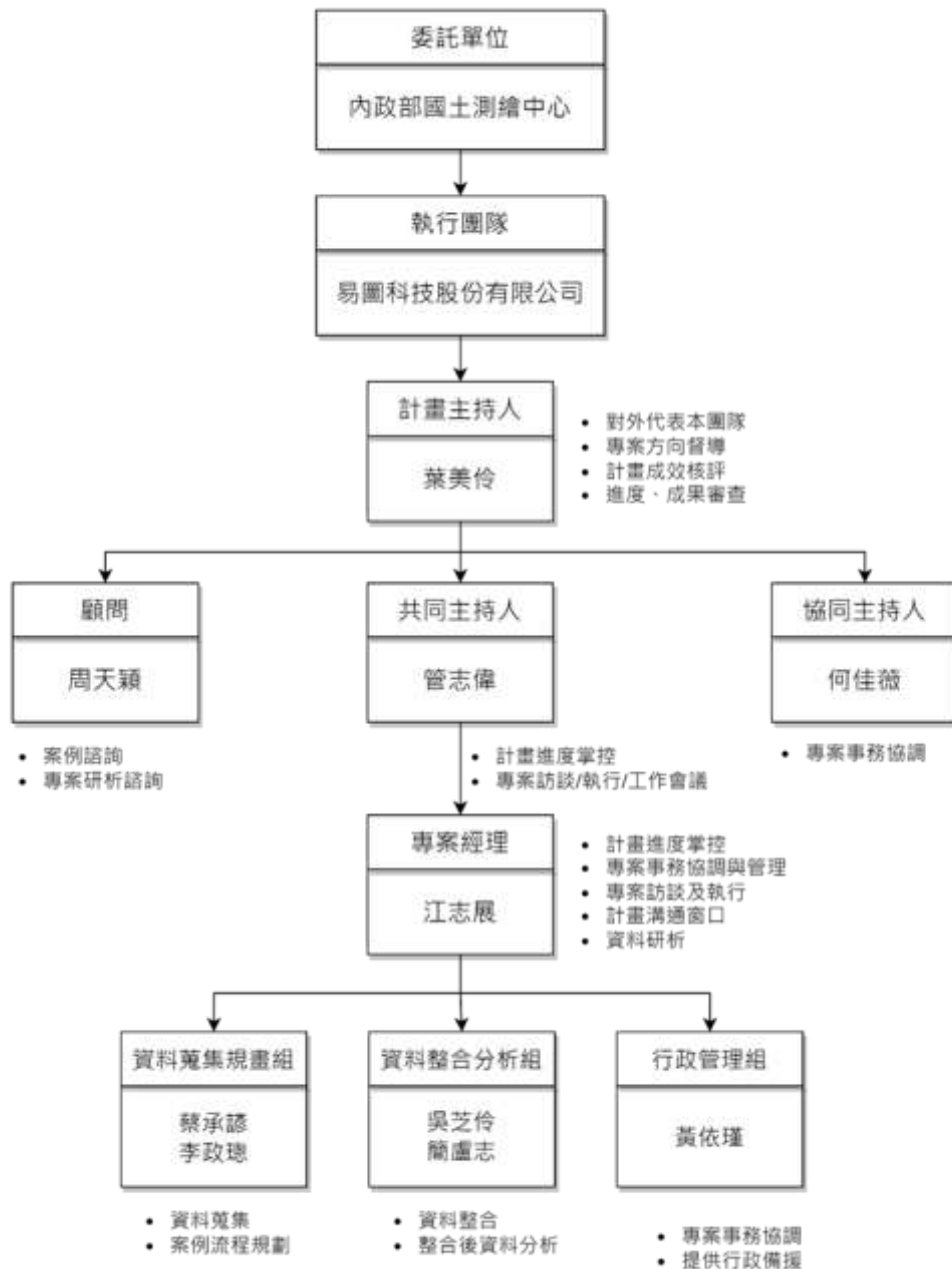 委託單位
內政部國土測繪中心
執行團隊
易圖科技股份有限公司
計畫主持人
葉美伶
• 對外代表本團隊
• 專案方向督導
• 計畫成效核評
• 進度、成果審查
顧問
周天穎
• 案例諮詢
• 專案研析諮詢
共同主持人
管志偉
• 計畫進度掌控
• 專案訪談/執行/工作會議
協同主持人
何佳薇
• 專案事務協調
專案經理
江志展
• 計畫進度掌控
• 專案事務協調與管理
• 專案訪談及執行
• 計畫溝通窗口
• 資料研析
資料蒐集規畫組
蔡承諺
李政璁
• 資料蒐集
• 案例流程規劃
資料整合分析組
吳芝伶
簡盧志
• 資料整合
• 整合後資料分析
行政管理組
黃依瑾
• 專案事務協調
• 提供行政備援